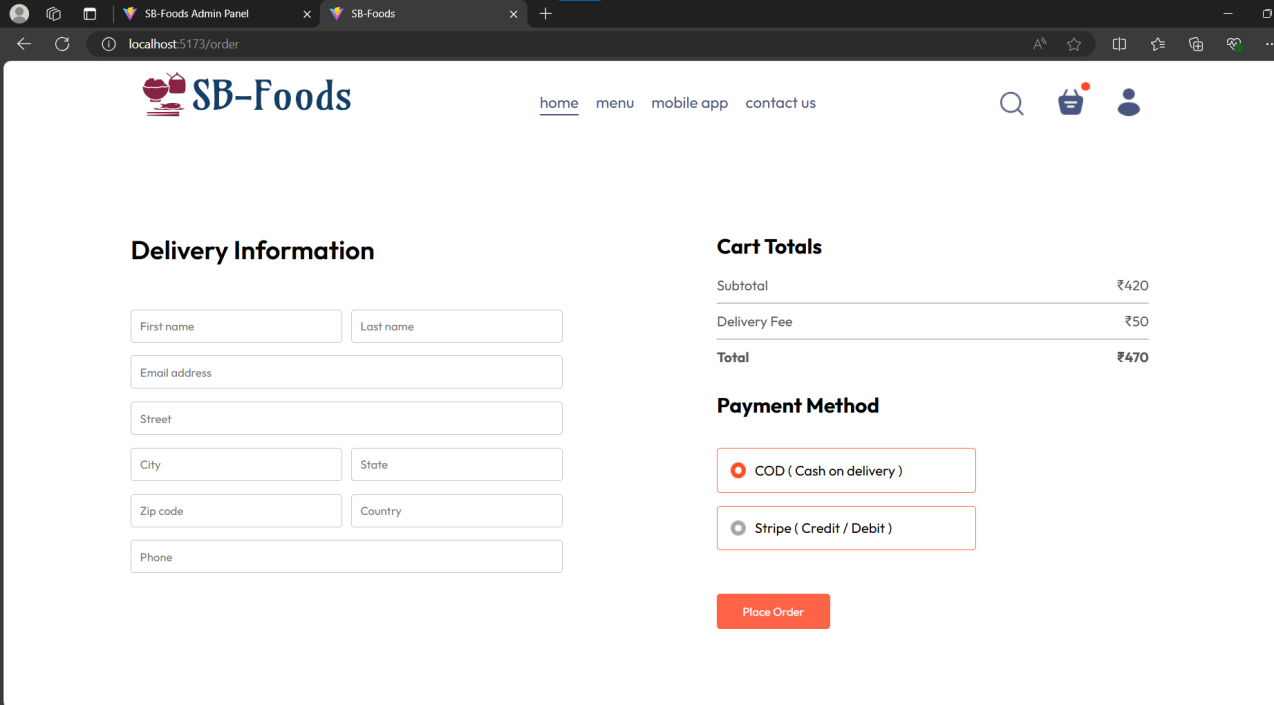 SB-Foods Admin Panel
SB-Foods
localhost:5173/order
SB-Foods
home menu mobile app contact us
Delivery Information
First name
Last name
Email address
Street
City
State
Zip code
Country
Phone
Cart Totals
Subtotal ₹420
Delivery Fee ₹50
Total ₹470
Payment Method
COD ( Cash on delivery )
Stripe ( Credit / Debit )
Place Order